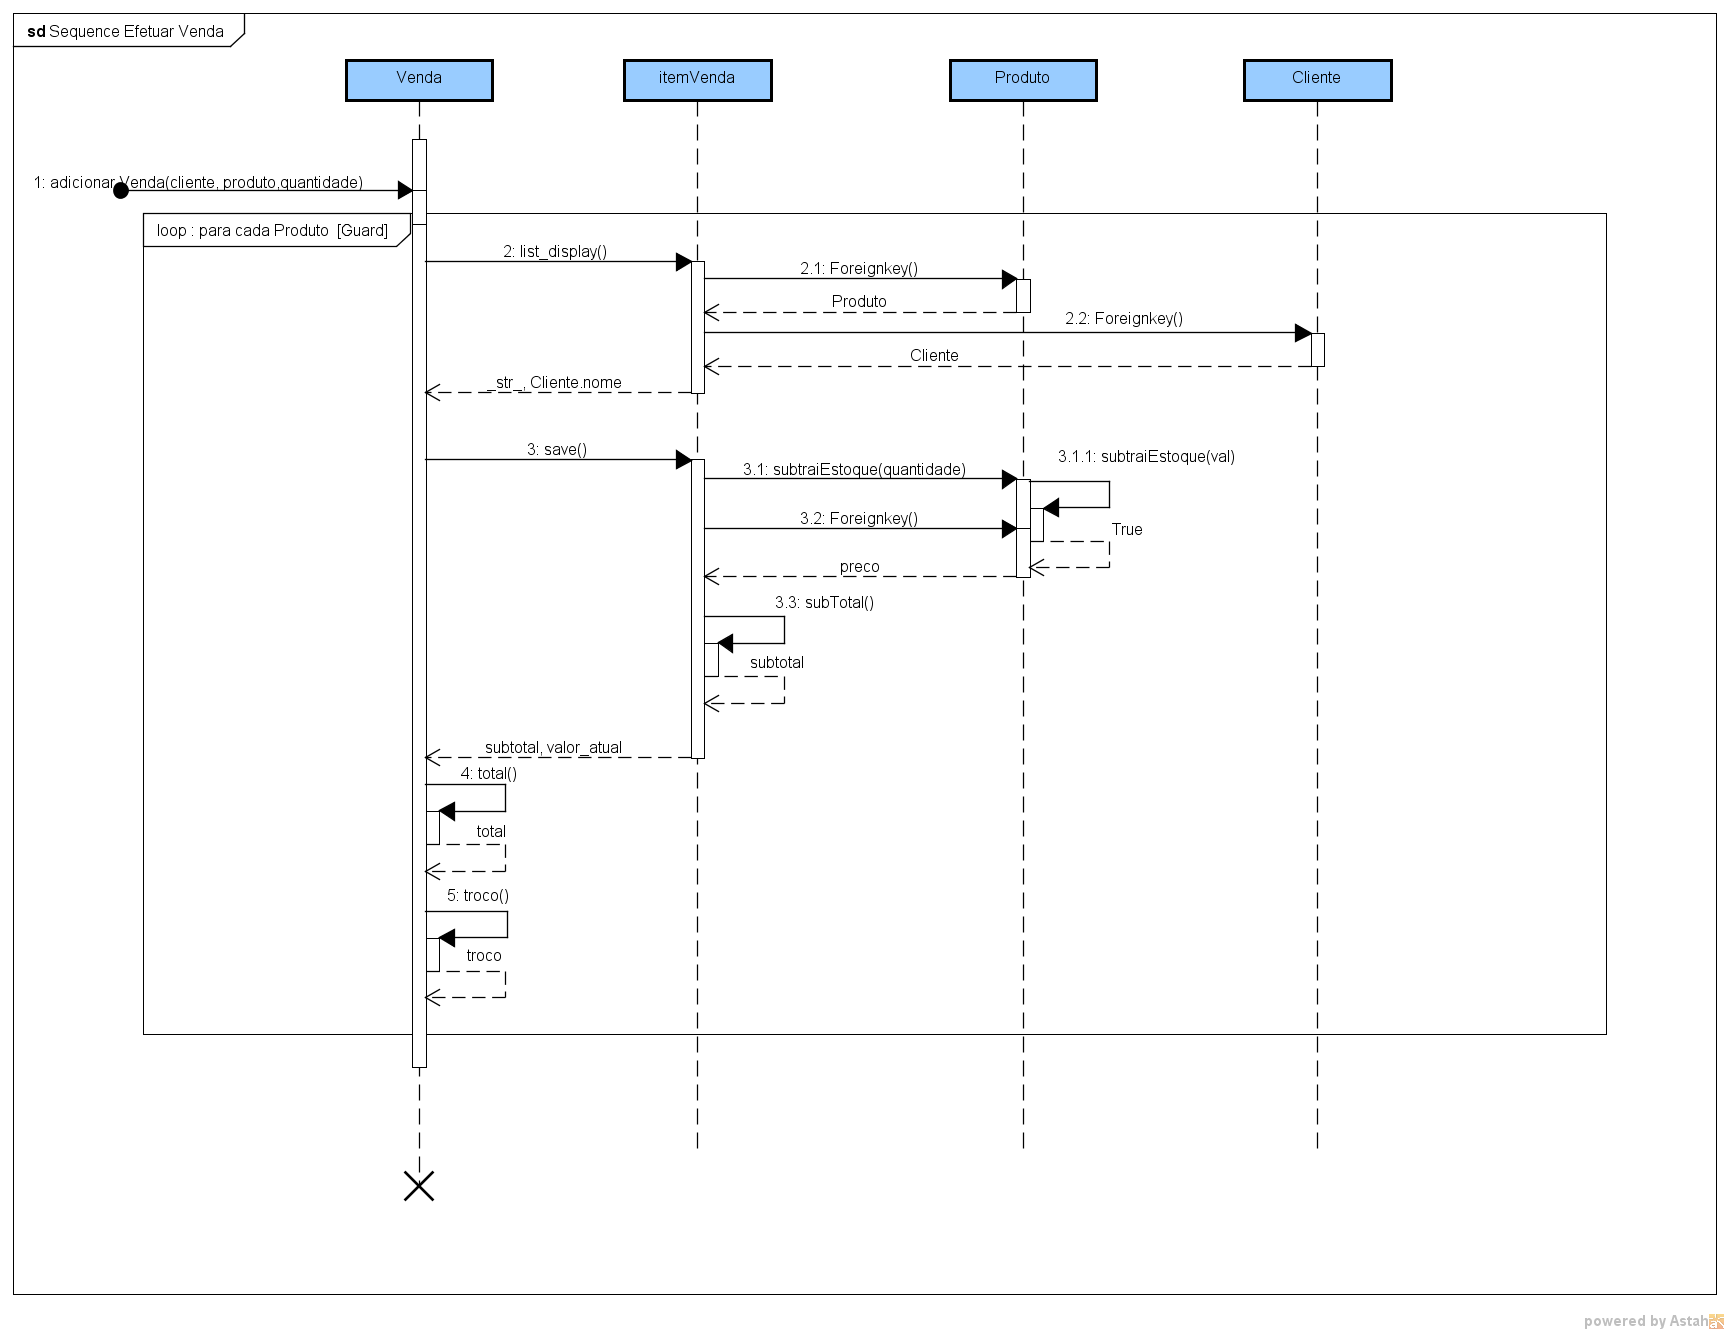 sd Sequence Efetuar Venda
Venda
itemVenda
Produto
Cliente
1: adicionar Venda(cliente, produto,quantidade)
loop : para cada Produto [Guard]
2: list_display()
2.1: Foreignkey()
Produto
2.2: Foreignkey()
Cliente
_str_, Cliente.nome
3: save()
3.1: subtraiEstoque(quantidade)
3.1.1: subtraiEstoque(val)
3.2: Foreignkey()
True
preco
3.3: subTotal()
subtotal
subtotal, valor_atual
4: total()
total
5: troco()
troco
powered by Astah